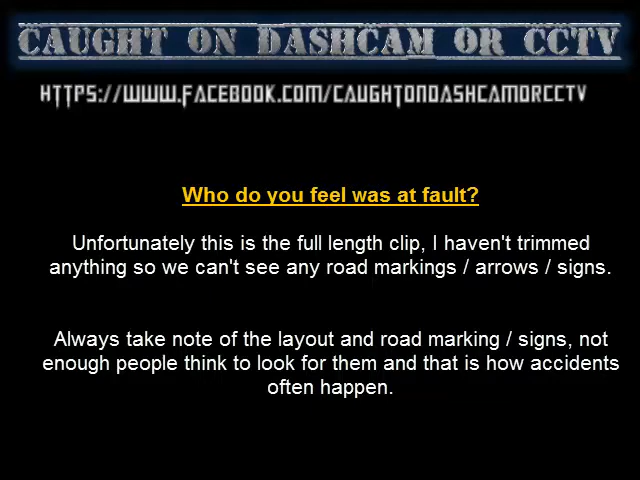 CAUGHT ON DASHCAM OR CCTV
HTTPS://WWW.FACEBOOK.COM/CAUGHTONDASHCAMORCCTV
Who do you feel was at fault?
Unfortunately this is the full length clip, I haven't trimmed
anything so we can't see any road markings / arrows / signs.
Always take note of the layout and road marking / signs, not
enough people think to look for them and that is how accidents
often happen.